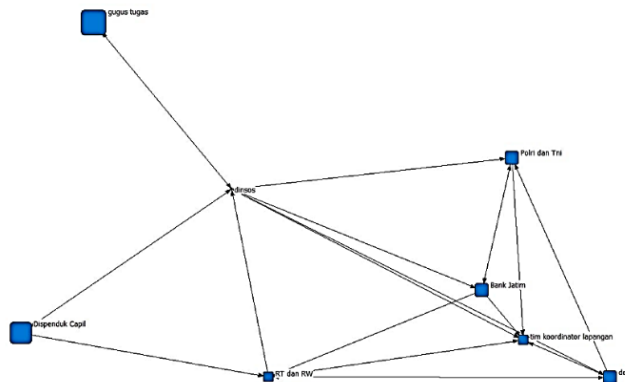 gugus tugas
Polri dan TNI
dinsos
Bank Jatim
Dispenduk Capil
tim koordinator lapangan
RT dan RW